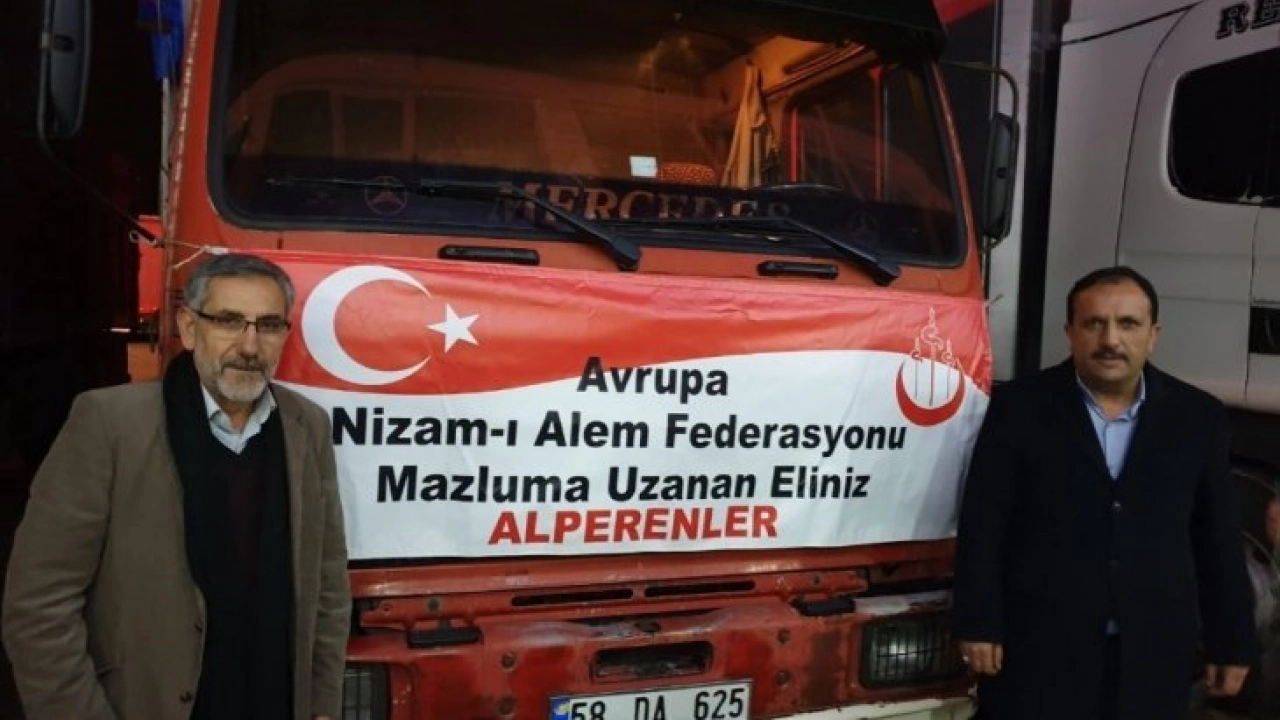 MERCEDES
Avrupa
Nizam-ı Alem Federasyonu
Mazluma Uzanan Eliniz
ALPERENLER
58 DA 625